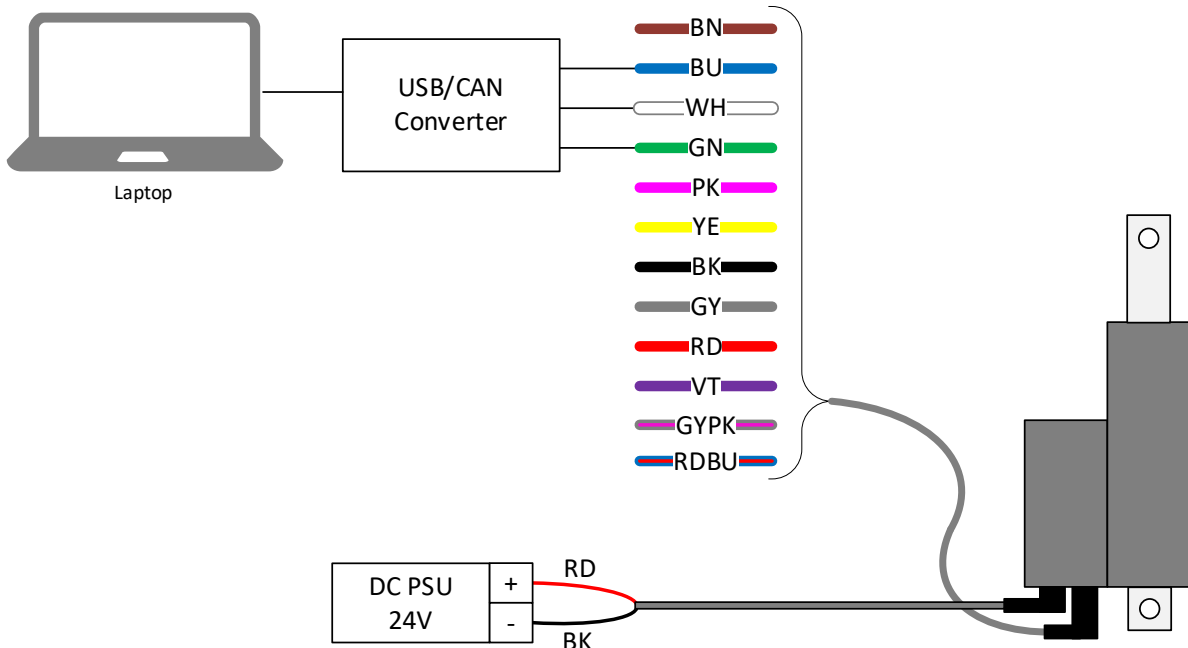 BN
BU
WH
GN
PK
YE
BK
GY
RD
VT
GYPK
RDBU
USB/CAN
Converter
Laptop
DC PSU
24V
+
-
RD
BK